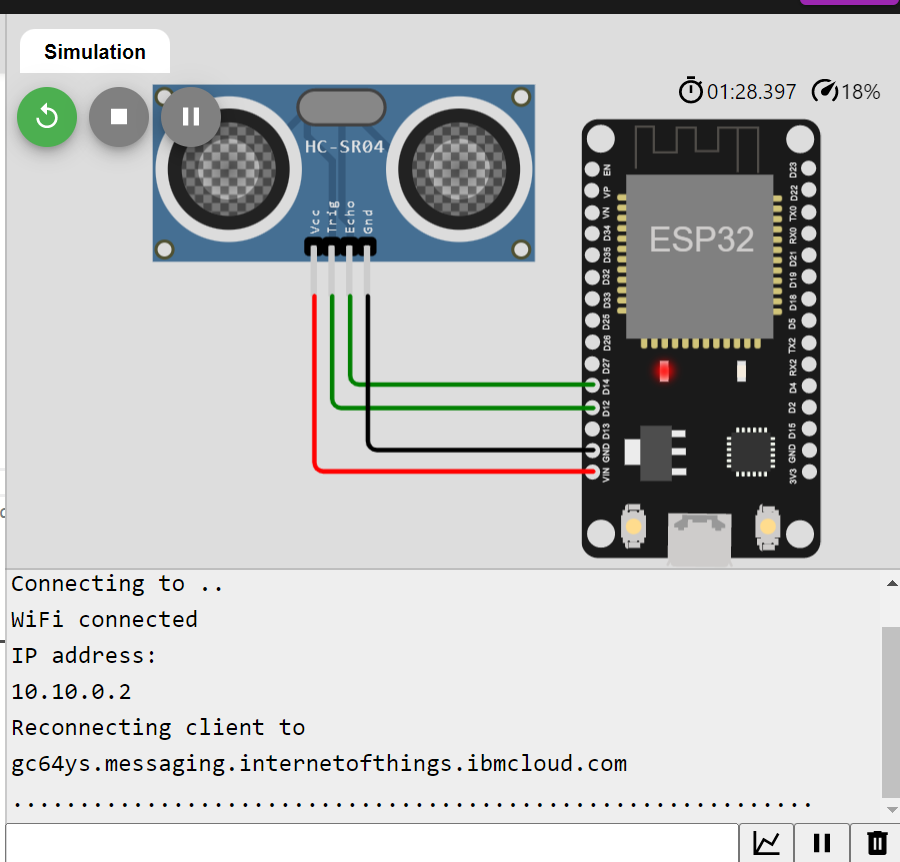 Simulation
01:28.397
18%
HC-SR04
Vcc
Trig
Echo
Gnd
ESP32
EN
VP
VN
D34
D35
D32
D33
D25
D26
D27
D14
D12
D13
GND
VIN
D23
D22
TX0
RX0
D21
D19
D18
D5
TX2
RX2
D4
D2
D15
GND
3V3
Connecting to ..
WiFi connected
IP address:
10.10.0.2
Reconnecting client to
gc64ys.messaging.internetofthings.ibmcloud.com
............................................................